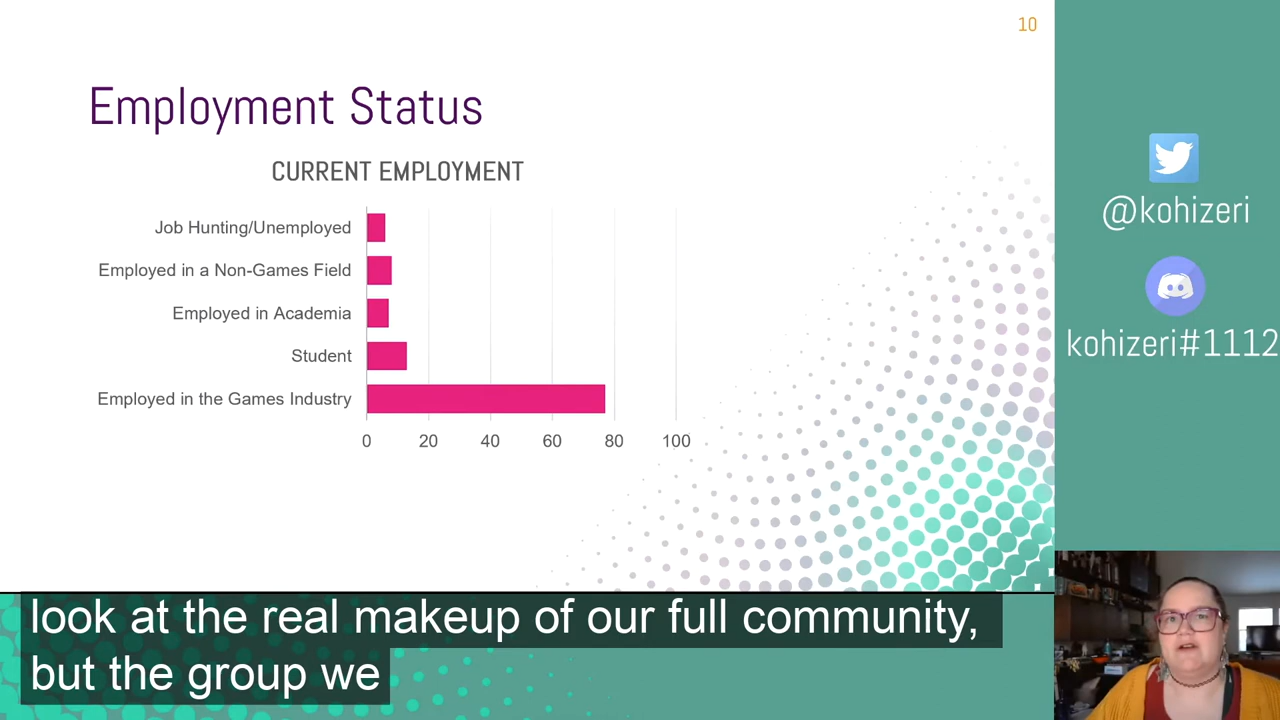 10
Employment Status
CURRENT EMPLOYMENT
Job Hunting/Unemployed
Employed in a Non-Games Field
Employed in Academia
Student
Employed in the Games Industry
0 20 40 60 80 100
@kohizeri
kohizeri#1112
look at the real makeup of our full community,
but the group we